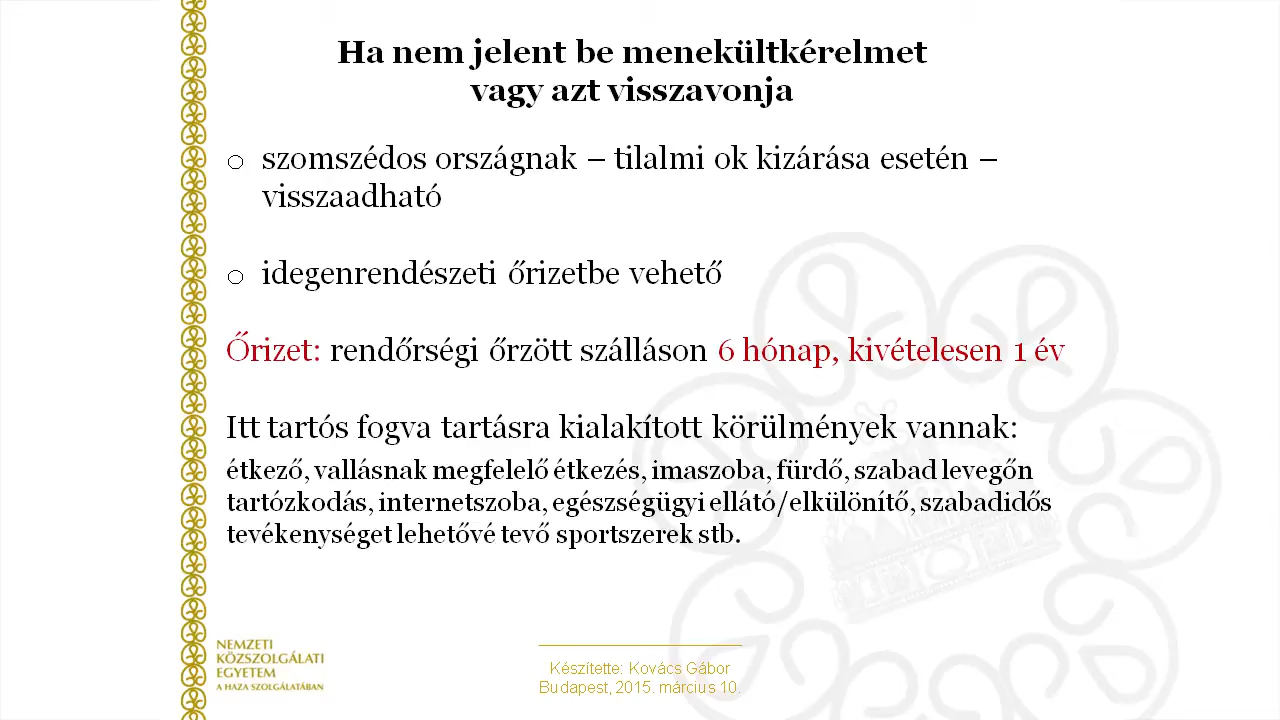 Ha nem jelent be menekültkérelmet
vagy azt visszavonja
o szomszédos országnak – tilalmi ok kizárása esetén –
visszaadható
o idegenrendészeti őrizetbe vehető
Őrizet: rendőrségi őrzött szálláson 6 hónap, kivételesen 1 év
Itt tartós fogva tartásra kialakított körülmények vannak:
étkező, vallásnak megfelelő étkezés, imaszoba, fürdő, szabad levegőn
tartózkodás, internetszoba, egészségügyi ellátó/elkülönítő, szabadidős
tevékenységet lehetővé tevő sportszerek stb.
NEMZETI
KÖZSZOLGÁLATI
EGYETEM
A HAZA SZOLGÁLATÁBAN
Készítette: Kovács Gábor
Budapest, 2015. március 10.